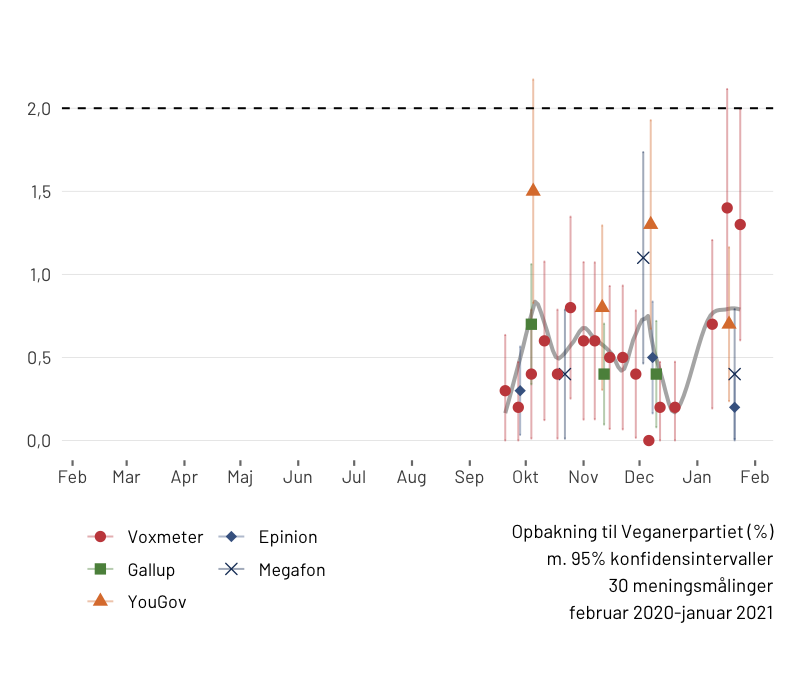 2,0
1,5
1,0
0,5
0,0
Feb Mar Apr Maj Jun Jul Aug Sep Okt Nov Dec Jan Feb
Voxmeter Epinion
Gallup Megafon
YouGov
Opbakning til Veganerpartiet (%)
m. 95% konfidensintervaller
30 meningsmålinger
februar 2020-januar 2021